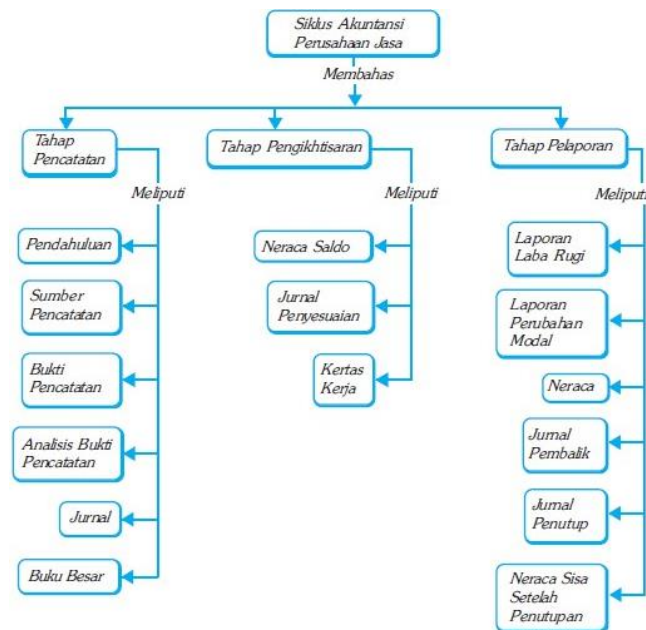 Siklus Akuntansi
Perusahaan Jasa
Membahas
Tahap
Pencatatan
Meliputi
Pendahuluan
Sumber
Pencatatan
Bukti
Pencatatan
Analisis Bukti
Pencatatan
Jurnal
Buku Besar
Tahap Pengikhtisaran
Meliputi
Neraca Saldo
Jurnal
Penyesuaian
Kertas
Kerja
Tahap Pelaporan
Meliputi
Laporan
Laba Rugi
Laporan
Perubahan
Modal
Neraca
Jurnal
Pembalik
Jurnal
Penutup
Neraca Sisa
Setelah
Penutupan